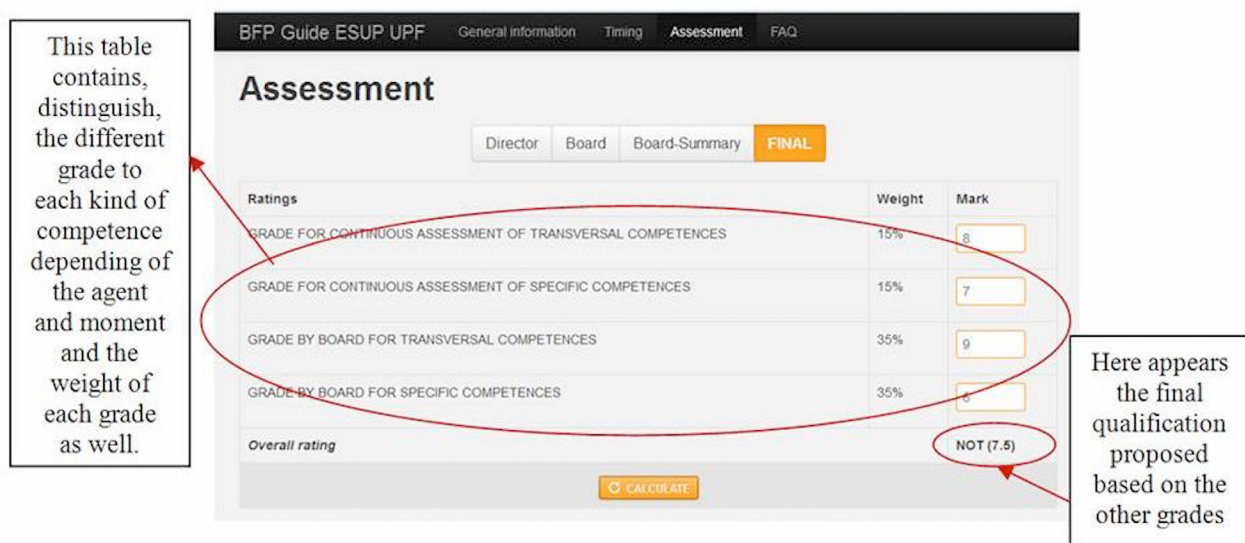 This table
contains,
distinguish,
the different
grade to
each kind of
competence
depending of
the agent
and moment
and the
weight of
each grade
as well.
BFP Guide ESUP UPF General information Timing Assessment FAQ
Assessment
Director Board Board-Summary FINAL
Ratings Weight Mark
GRADE FOR CONTINUOUS ASSESSMENT OF TRANSVERSAL COMPETENCES 15% 8
GRADE FOR CONTINUOUS ASSESSMENT OF SPECIFIC COMPETENCES 15% 7
GRADE BY BOARD FOR TRANSVERSAL COMPETENCES 35% 9
GRADE BY BOARD FOR SPECIFIC COMPETENCES 35% 6
Overall rating NOT (7.5)
CALCULATE
Here appears
the final
qualification
proposed
based on the
other grades